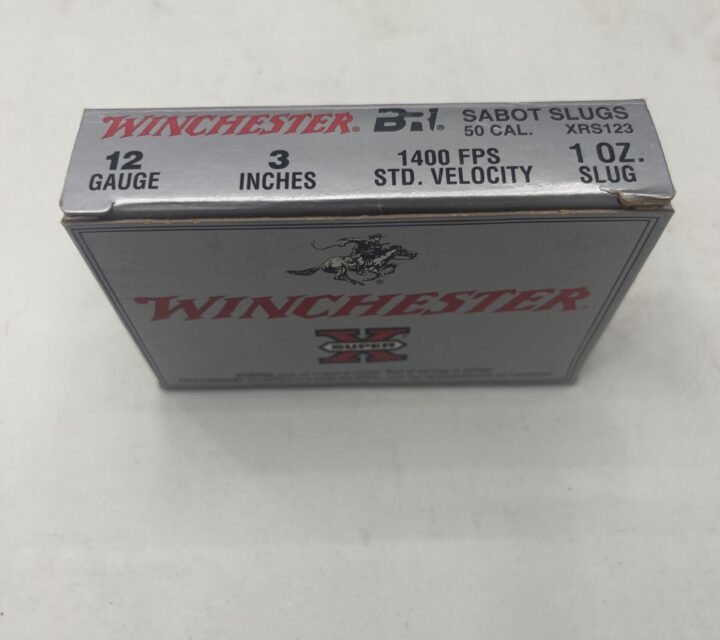 WINCHESTER® BRI® SABOT SLUGS
50 CAL. XRS123
12 GAUGE
3 INCHES
1400 FPS STD. VELOCITY
1 OZ. SLUG
WINCHESTER
SUPER X